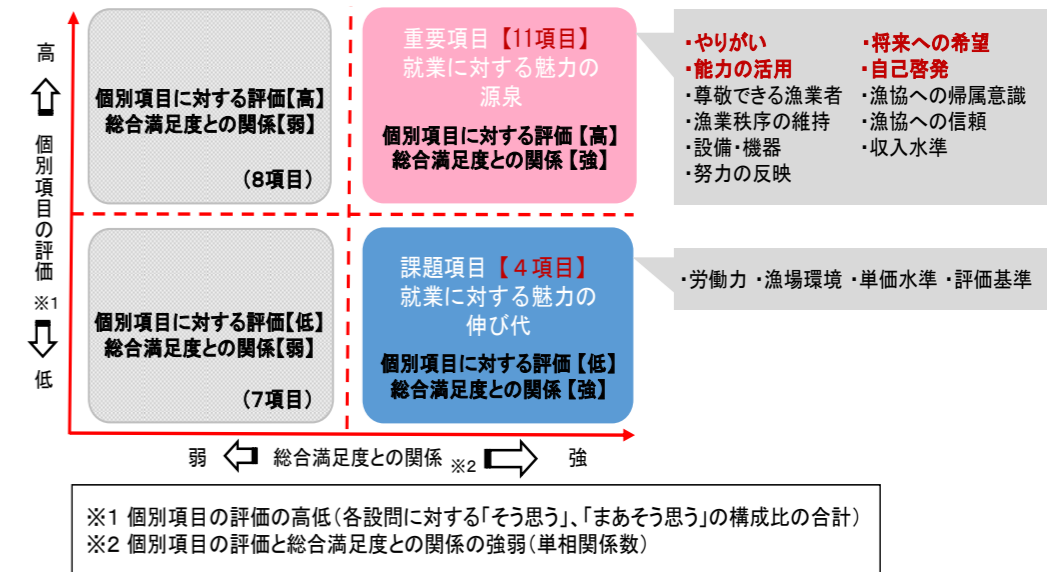 高
個別項目の評価
※1
低
個別項目に対する評価【高】
総合満足度との関係【弱】
(8項目)
重要項目【11項目】
就業に対する魅力の
源泉
個別項目に対する評価【高】
総合満足度との関係【強】
・やりがい
・能力の活用
・尊敬できる漁業者
・漁業秩序の維持
・設備・機器
・努力の反映
・将来への希望
・自己啓発
・漁協への帰属意識
・漁協への信頼
・収入水準
個別項目に対する評価【低】
総合満足度との関係【弱】
(7項目)
課題項目【４項目】
就業に対する魅力の
伸び代
個別項目に対する評価【低】
総合満足度との関係【強】
・労働力 ・漁場環境 ・単価水準 ・評価基準
弱 総合満足度との関係 ※2 強
※1 個別項目の評価の高低(各設問に対する「そう思う」、「まあそう思う」の構成比の合計)
※2 個別項目の評価と総合満足度との関係の強弱(単相関係数)